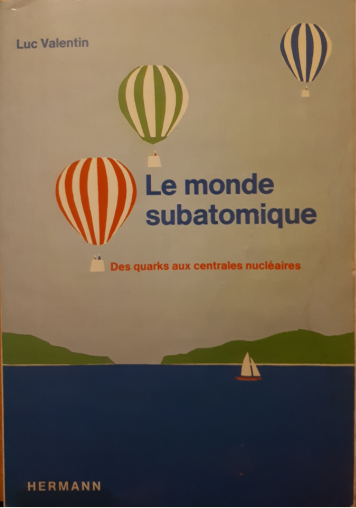 Luc Valentin
Le monde
subatomique
Des quarks aux centrales nucléaires
HERMANN